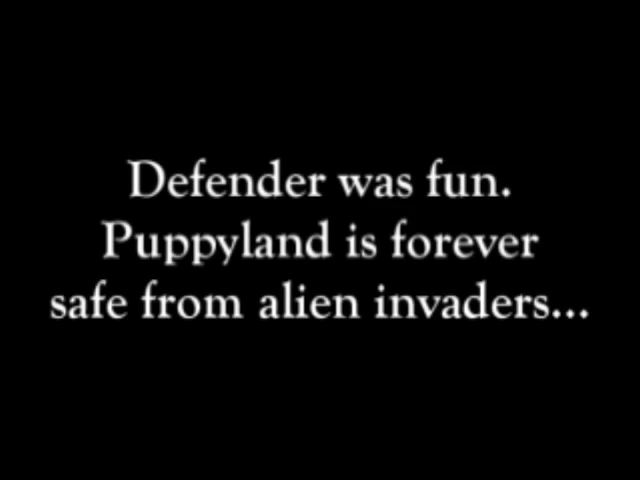 Defender was fun.
Puppyland is forever
safe from alien invaders...